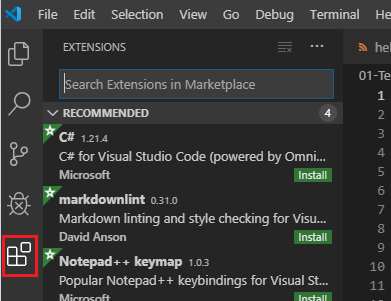 File Edit Selection View Go Debug Terminal He
EXTENSIONS
hel
Search Extensions in Marketplace
01-Te
RECOMMENDED 4
1
C# 1.21.4
2
C# for Visual Studio Code (powered by Omni...
3
Microsoft Install
4
5
markdownlint 0.31.0
6
Markdown linting and style checking for Visu...
7
David Anson Install
8
9
Notepad++ keymap 1.0.3
10
Popular Notepad++ keybindings for Visual St...
11
Microsoft Install
12
13